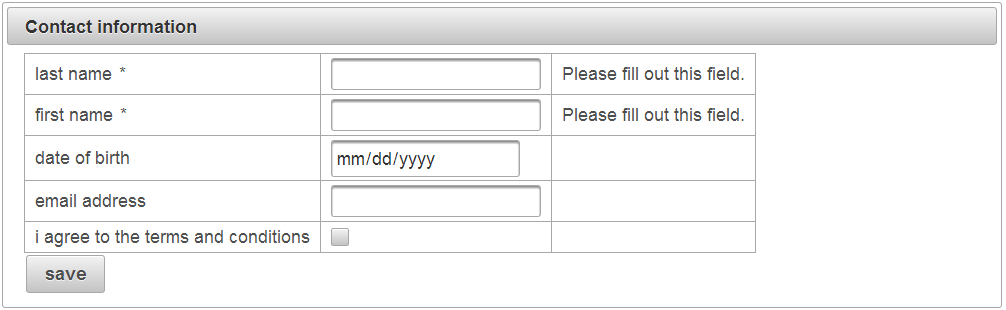 Contact information
last name * Please fill out this field.
first name * Please fill out this field.
date of birth mm/dd/yyyy
email address
i agree to the terms and conditions
save